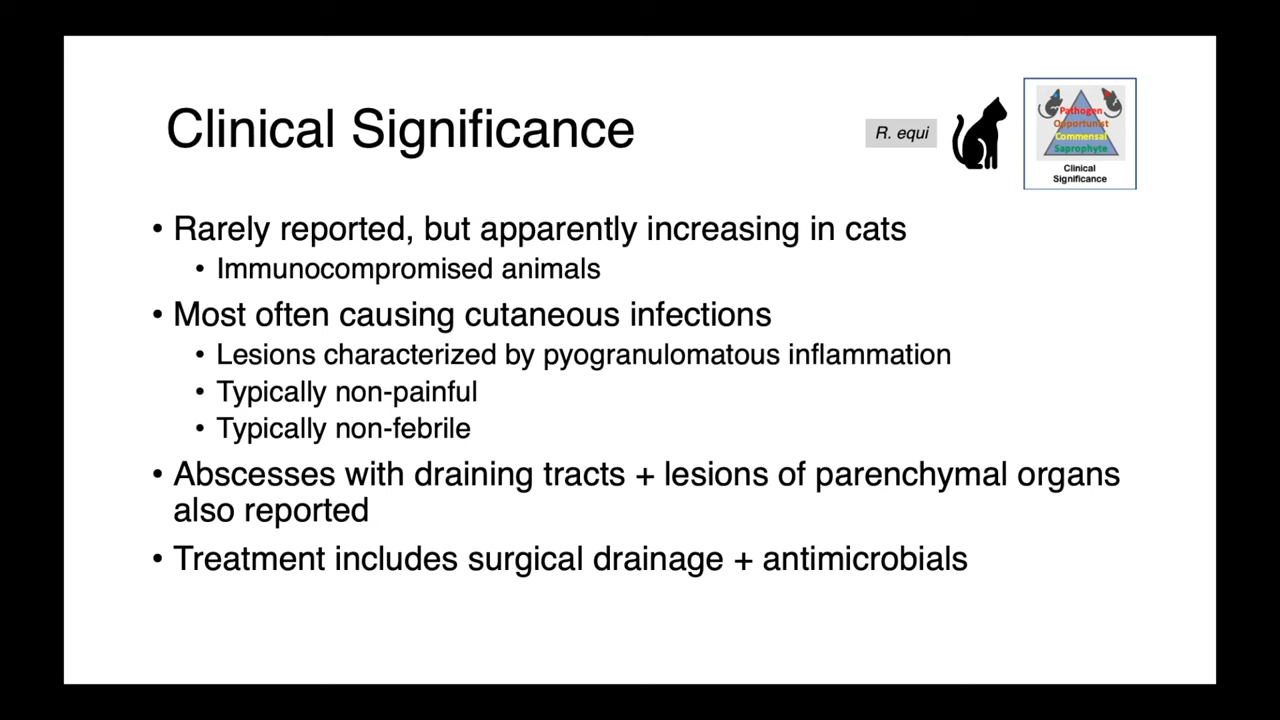 Clinical Significance
R. equi
Pathogen
Opportunist
Commensal
Saprophyte
Clinical
Significance
• Rarely reported, but apparently increasing in cats
• Immunocompromised animals
• Most often causing cutaneous infections
• Lesions characterized by pyogranulomatous inflammation
• Typically non-painful
• Typically non-febrile
• Abscesses with draining tracts + lesions of parenchymal organs
also reported
• Treatment includes surgical drainage + antimicrobials